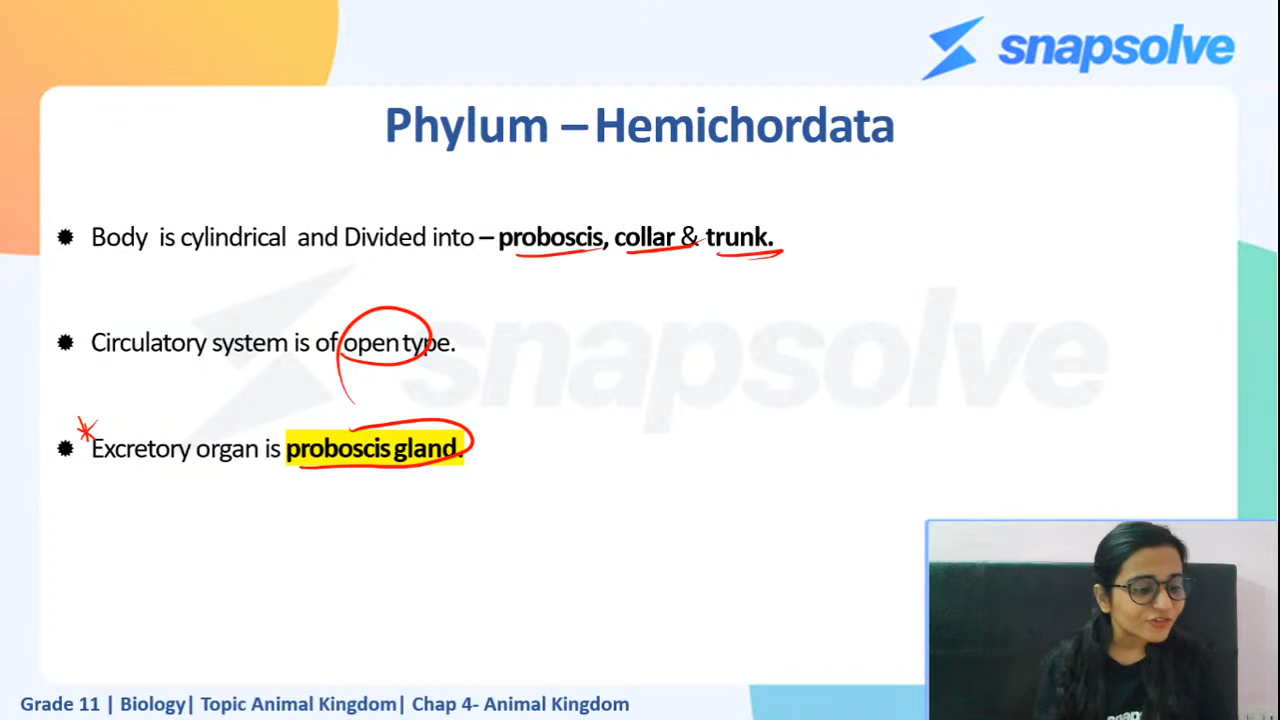 snapsolve
Phylum – Hemichordata
Body is cylindrical and Divided into – proboscis, collar & trunk.
snapsolve
Circulatory system is of open type.
Excretory organ is proboscis gland.
Grade 11 | Biology| Topic Animal Kingdom| Chap 4- Animal Kingdom